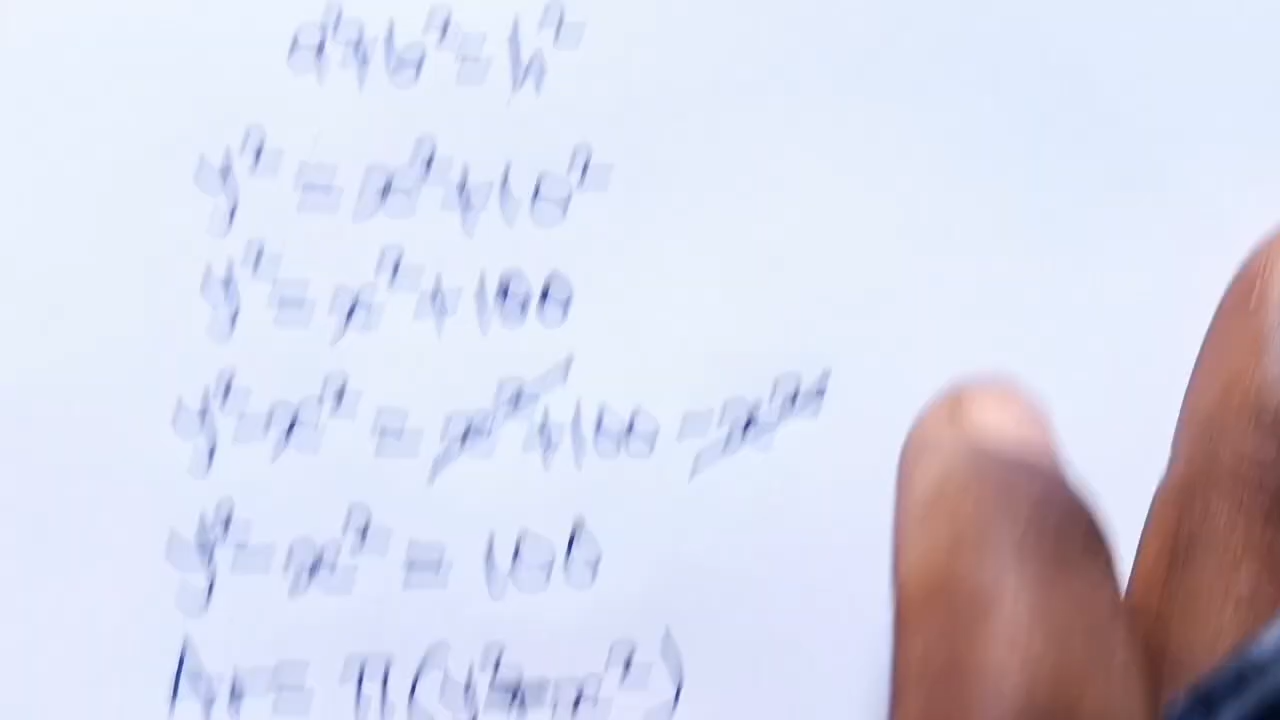 a²+b² = h²
y² = x²+10²
y² = x²+100
y²-x² = x²+100-x²
y²-x² = 100
Ar = π(y²-x²)